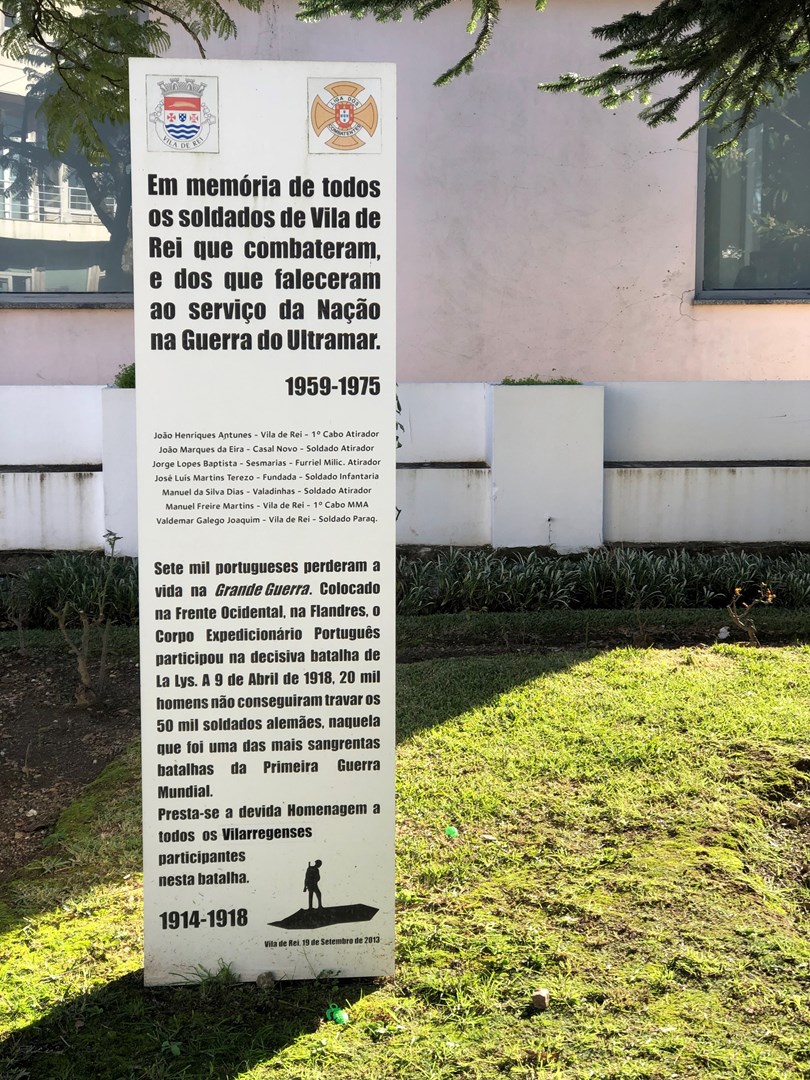 VILA DE REI
LIGA DOS
COMBATENTES
Em memória de todos
os soldados de Vila de
Rei que combateram,
e dos que faleceram
ao serviço da Nação
na Guerra do Ultramar.
1959-1975
João Henriques Antunes - Vila de Rei - 1º Cabo Atirador
João Marques da Eira - Casal Novo - Soldado Atirador
Jorge Lopes Baptista - Sesmarias - Furriel Milic. Atirador
José Luís Martins Terezo - Fundada - Soldado Infantaria
Manuel da Silva Dias - Valadinhas - Soldado Atirador
Manuel Freire Martins - Vila de Rei - 1º Cabo MMA
Valdemar Galego Joaquim - Vila de Rei - Soldado Paraq.
Sete mil portugueses perderam a
vida na Grande Guerra. Colocado
na Frente Ocidental, na Flandres, o
Corpo Expedicionário Português
participou na decisiva batalha de
La Lys. A 9 de Abril de 1918, 20 mil
homens não conseguiram travar os
50 mil soldados alemães, naquela
que foi uma das mais sangrentas
batalhas da Primeira Guerra
Mundial.
Presta-se a devida Homenagem a
todos os Vilarregenses
participantes
nesta batalha.
1914-1918
Vila de Rei, 19 de Setembro de 2013